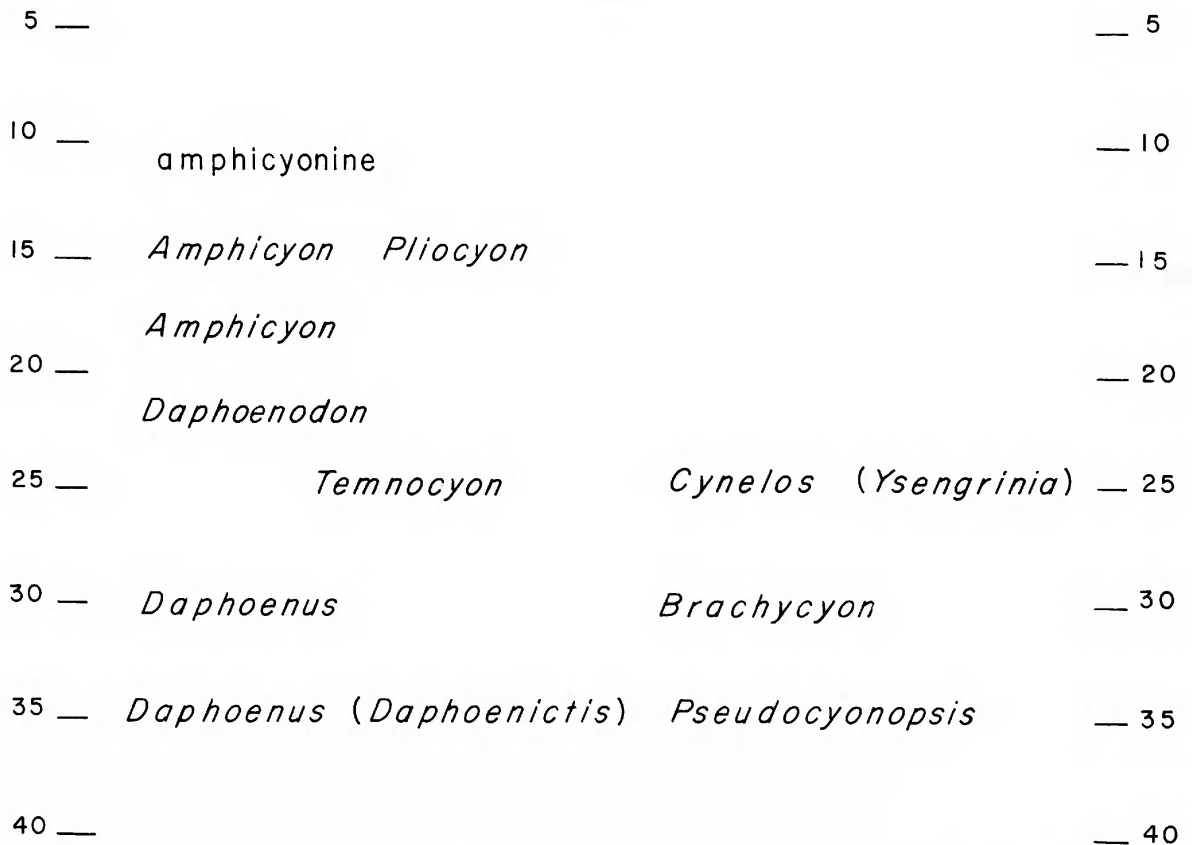 5 — — 5
10 — — 10
amphicyonine
15 — Amphicyon Pliocyon — 15
Amphicyon
20 — — 20
Daphoenodon
25 — Temnocyon Cynelos (Ysengrinia) — 25
30 — Daphoenus Brachycyon — 30
35 — Daphoenus (Daphoenictis) Pseudocyonopsis — 35
40 — — 40